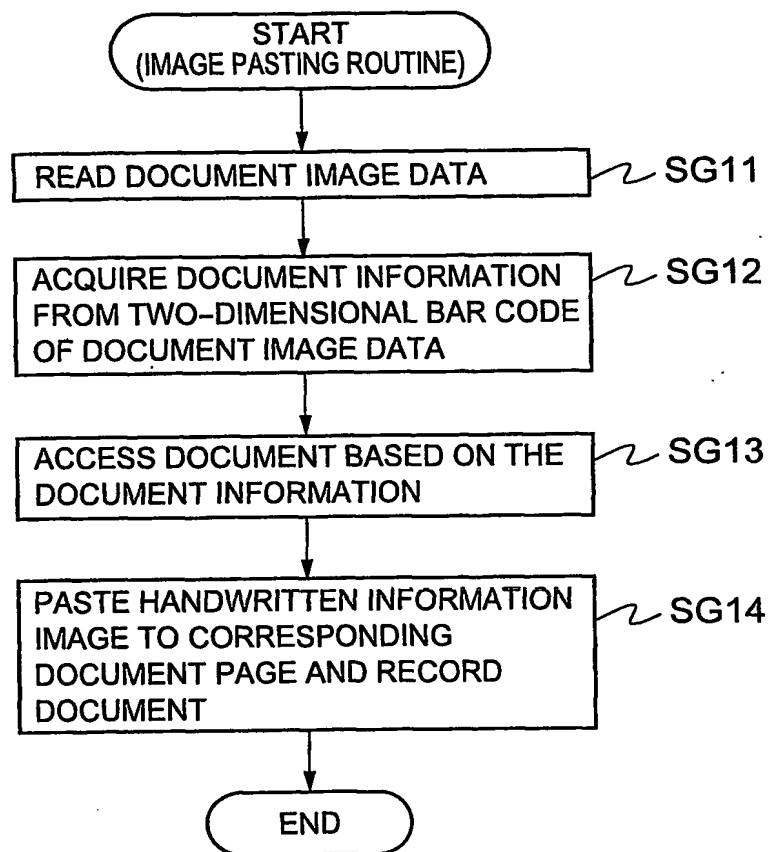 START
(IMAGE PASTING ROUTINE)
READ DOCUMENT IMAGE DATA
SG11
ACQUIRE DOCUMENT INFORMATION
FROM TWO-DIMENSIONAL BAR CODE
OF DOCUMENT IMAGE DATA
SG12
ACCESS DOCUMENT BASED ON THE
DOCUMENT INFORMATION
SG13
PASTE HANDWRITTEN INFORMATION
IMAGE TO CORRESPONDING
DOCUMENT PAGE AND RECORD
DOCUMENT
SG14
END